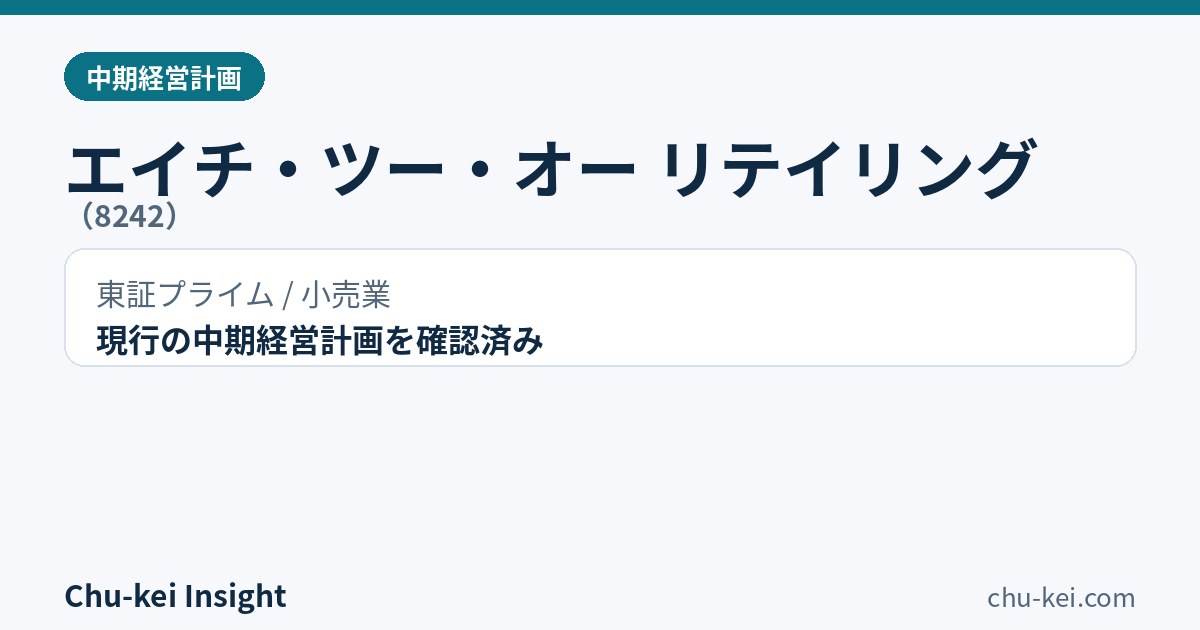 中期経営計画
エイチ・ツー・オー リテイリング
（8242）
東証プライム / 小売業
現行の中期経営計画を確認済み
Chu-kei Insight
chu-kei.com